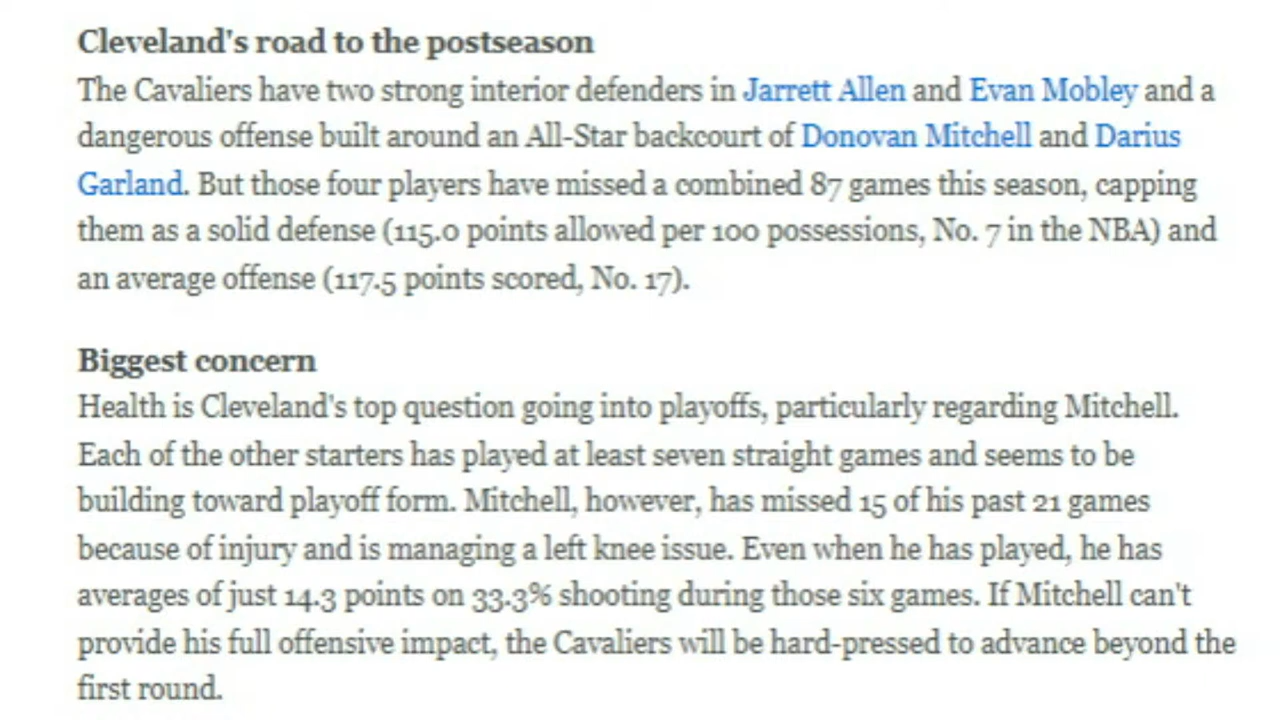 Cleveland's road to the postseason
The Cavaliers have two strong interior defenders in Jarrett Allen and Evan Mobley and a
dangerous offense built around an All-Star backcourt of Donovan Mitchell and Darius
Garland. But those four players have missed a combined 87 games this season, capping
them as a solid defense (115.0 points allowed per 100 possessions, No. 7 in the NBA) and
an average offense (117.5 points scored, No. 17).
Biggest concern
Health is Cleveland's top question going into playoffs, particularly regarding Mitchell.
Each of the other starters has played at least seven straight games and seems to be
building toward playoff form. Mitchell, however, has missed 15 of his past 21 games
because of injury and is managing a left knee issue. Even when he has played, he has
averages of just 14.3 points on 33.3% shooting during those six games. If Mitchell can't
provide his full offensive impact, the Cavaliers will be hard-pressed to advance beyond the
first round.